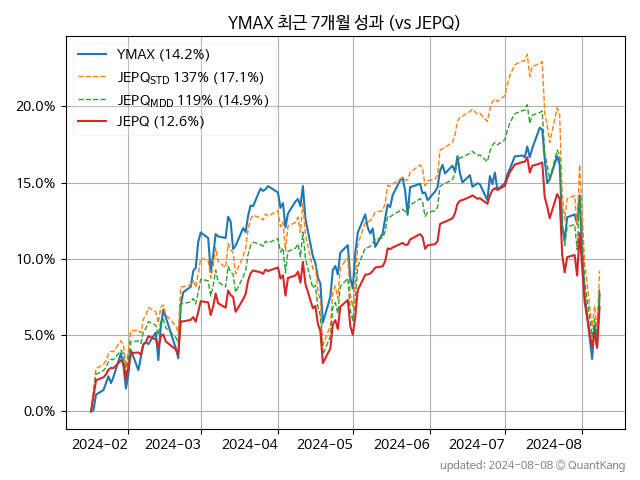 YMAX 최근 7개월 성과 (vs JEPQ)
YMAX (14.2%)
JEPQSTD 137% (17.1%)
JEPQMDD 119% (14.9%)
JEPQ (12.6%)
20.0%
15.0%
10.0%
5.0%
0.0%
2024-02 2024-03 2024-04 2024-05 2024-06 2024-07 2024-08
updated: 2024-08-08 © QuantKang